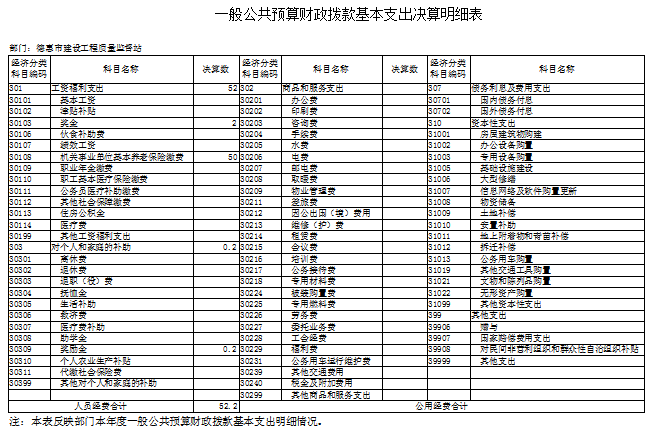 一般公共预算财政拨款基本支出决算明细表
部门：德惠市建设工程质量监督站
经济分类科目编码 科目名称 决算数 经济分类科目编码 科目名称 决算数 经济分类科目编码 科目名称
301 工资福利支出 52 302 商品和服务支出 307 债务利息及费用支出
30101 基本工资 30201 办公费 30701 国内债务付息
30102 津贴补贴 30202 印刷费 30702 国外债务付息
30103 奖金 2 30203 咨询费 310 资本性支出
30106 伙食补助费 30204 手续费 31001 房屋建筑物购建
30107 绩效工资 30205 水费 31002 办公设备购置
30108 机关事业单位基本养老保险缴费 50 30206 电费 31003 专用设备购置
30109 职业年金缴费 30207 邮电费 31005 基础设施建设
30110 职工基本医疗保险缴费 30208 取暖费 31006 大型修缮
30111 公务员医疗补助缴费 30209 物业管理费 31007 信息网络及软件购置更新
30112 其他社会保障缴费 30211 差旅费 31008 物资储备
30113 住房公积金 30212 因公出国（境）费用 31009 土地补偿
30114 医疗费 30213 维修（护）费 31010 安置补助
30199 其他工资福利支出 30214 租赁费 31011 地上附着物和青苗补偿
303 对个人和家庭的补助 0.2 30215 会议费 31012 拆迁补偿
30301 离休费 30216 培训费 31013 公务用车购置
30302 退休费 30217 公务接待费 31019 其他交通工具购置
30303 退职（役）费 30218 专用材料费 31021 文物和陈列品购置
30304 抚恤金 30224 被装购置费 31022 无形资产购置
30305 生活补助 30225 专用燃料费 31099 其他资本性支出
30306 救济费 30226 劳务费 399 其他支出
30307 医疗费补助 30227 委托业务费 39906 赠与
30308 助学金 30228 工会经费 39907 国家赔偿费用支出
30309 奖励金 0.2 30229 福利费 39908 对民间非营利组织和群众性自治组织补贴
30310 个人农业生产补贴 30231 公务用车运行维护费 39999 其他支出
30311 代缴社会保险费 30239 其他交通费用
30399 其他对个人和家庭的补助 30240 税金及附加费用
30299 其他商品和服务支出
人员经费合计 52.2 公用经费合计
注：本表反映部门本年度一般公共预算财政拨款基本支出明细情况。